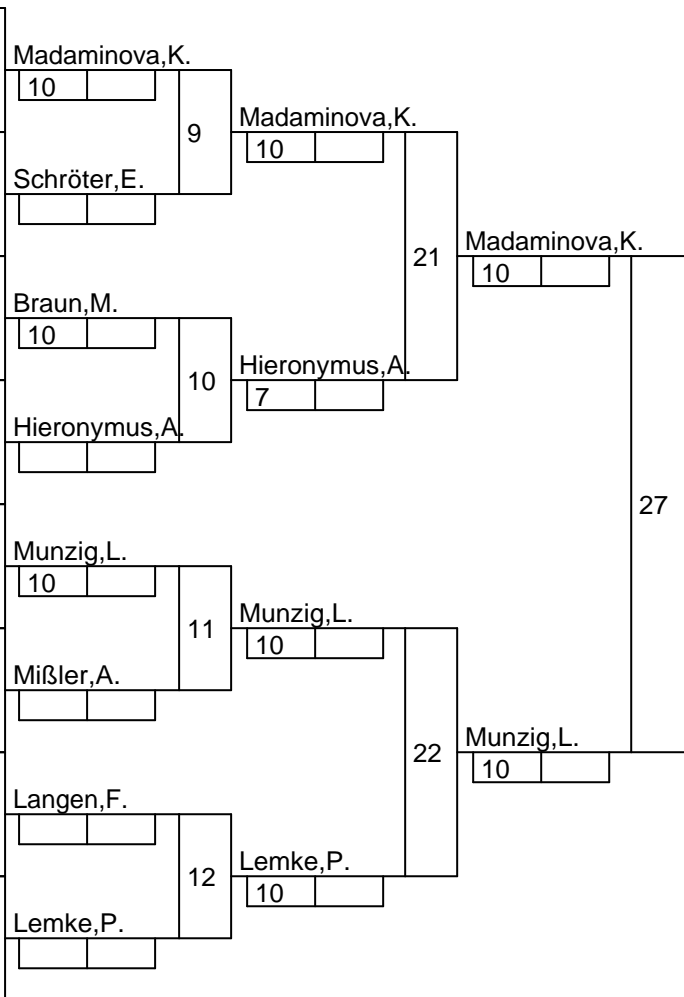 Madaminova,K.
10
9
Schröter,E.
Braun,M.
10
10
Hieronymus,A.
Munzig,L.
10
11
Mißler,A.
Langen,F.
12
Lemke,P.
Madaminova,K.
10
21
Hieronymus,A.
7
Munzig,L.
10
22
Lemke,P.
10
Madaminova,K.
10
27
Munzig,L.
10